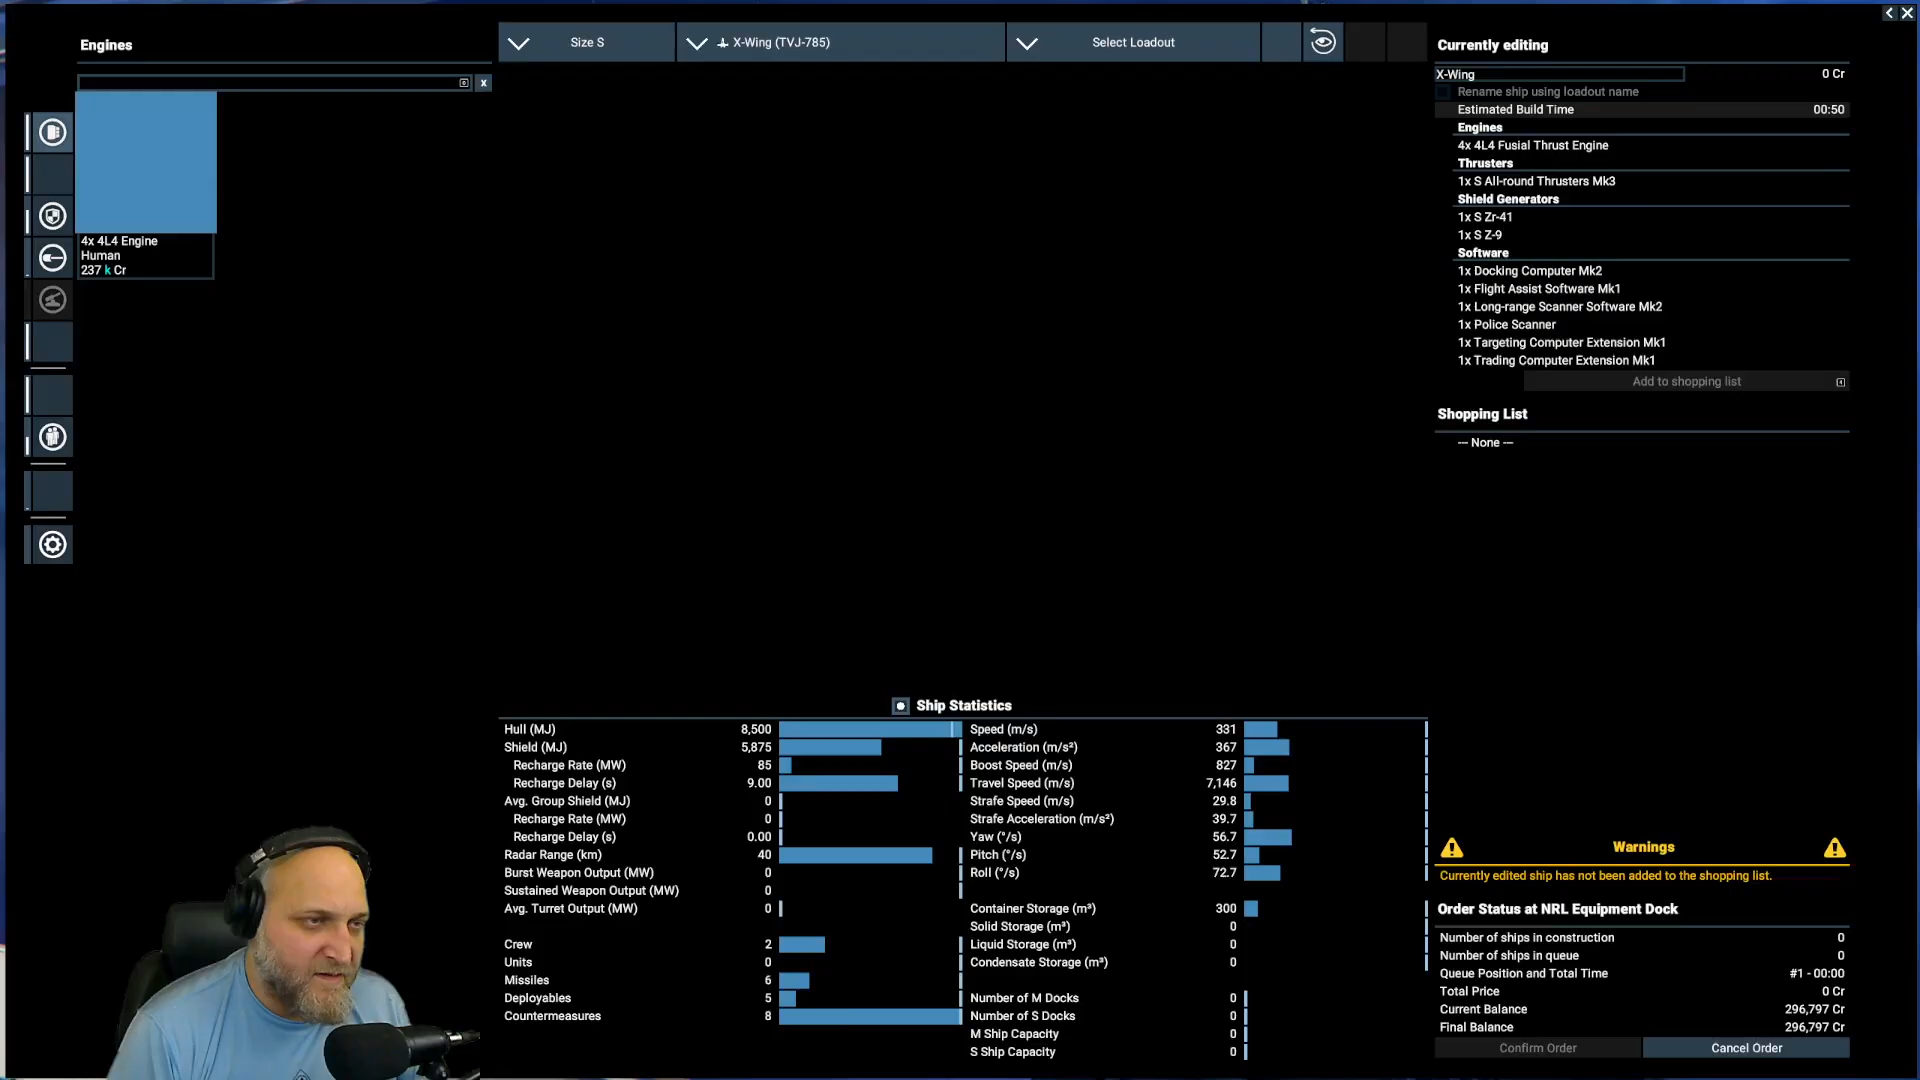 Engines
x
4x 4L4 Engine
Human
237 k Cr
Size S
X-Wing (TVJ-785)
Select Loadout
Currently editing
X-Wing 0 Cr
Rename ship using loadout name
Estimated Build Time 00:50
Engines
4x 4L4 Fusial Thrust Engine
Thrusters
1x S All-round Thrusters Mk3
Shield Generators
1x S Zr-41
1x S Z-9
Software
1x Docking Computer Mk2
1x Flight Assist Software Mk1
1x Long-range Scanner Software Mk2
1x Police Scanner
1x Targeting Computer Extension Mk1
1x Trading Computer Extension Mk1
Add to shopping list
Shopping List
--- None ---
Ship Statistics
Hull (MJ) 8,500
Shield (MJ) 5,875
Recharge Rate (MW) 85
Recharge Delay (s) 9.00
Avg. Group Shield (MJ) 0
Recharge Rate (MW) 0
Recharge Delay (s) 0.00
Radar Range (km) 40
Burst Weapon Output (MW) 0
Sustained Weapon Output (MW) 0
Avg. Turret Output (MW) 0
Crew 2
Units 0
Missiles 6
Deployables 5
Countermeasures 8
Speed (m/s) 331
Acceleration (m/s²) 367
Boost Speed (m/s) 827
Travel Speed (m/s) 7,146
Strafe Speed (m/s) 29.8
Strafe Acceleration (m/s²) 39.7
Yaw (°/s) 56.7
Pitch (°/s) 52.7
Roll (°/s) 72.7
Container Storage (m³) 300
Solid Storage (m³) 0
Liquid Storage (m³) 0
Condensate Storage (m³) 0
Number of M Docks 0
Number of S Docks 0
M Ship Capacity 0
S Ship Capacity 0
Warnings
Currently edited ship has not been added to the shopping list.
Order Status at NRL Equipment Dock
Number of ships in construction 0
Number of ships in queue 0
Queue Position and Total Time #1 - 00:00
Total Price 0 Cr
Current Balance 296,797 Cr
Final Balance 296,797 Cr
Confirm Order
Cancel Order